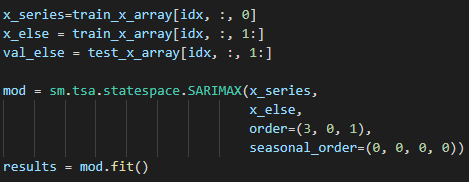 x_series=train_x_array[idx, :, 0]
x_else = train_x_array[idx, :, 1:]
val_else = test_x_array[idx, :, 1:]
mod = sm.tsa.statespace.SARIMAX(x_series,
x_else,
order=(3, 0, 1),
seasonal_order=(0, 0, 0, 0))
results = mod.fit()